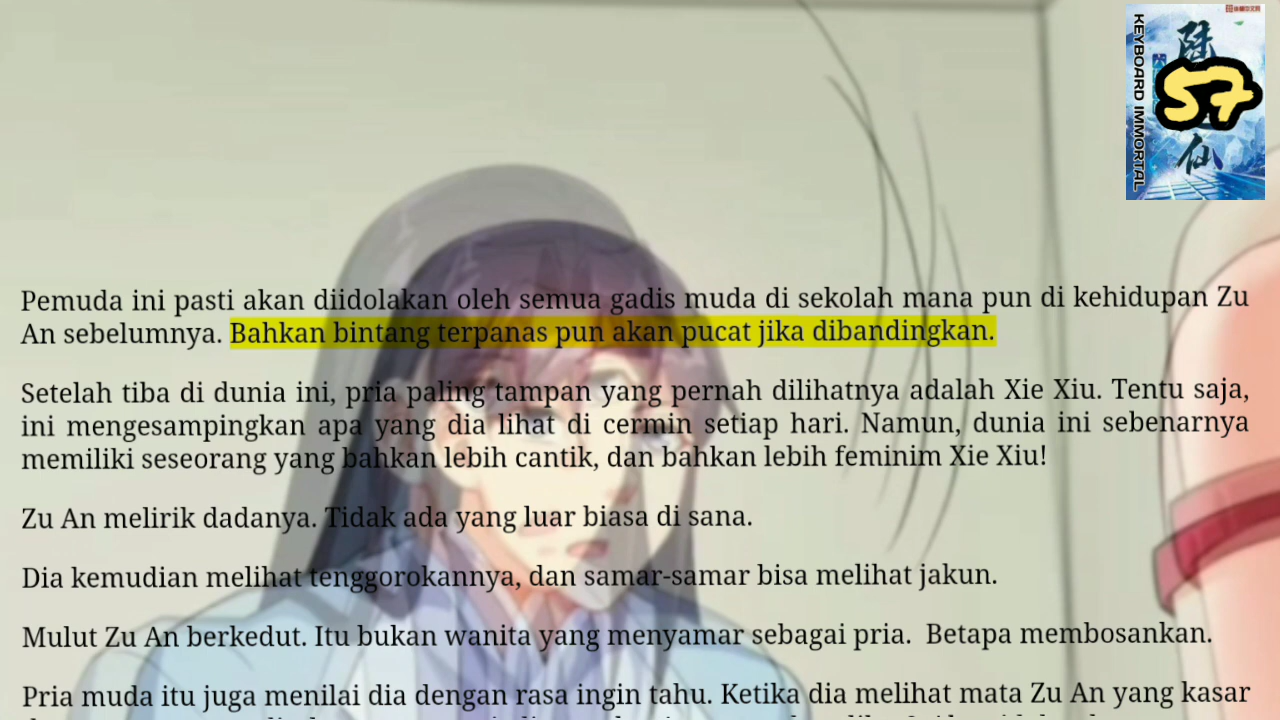 KEYBOARD IMMORTAL
陆
仙
57
Pemuda ini pasti akan diidolakan oleh semua gadis muda di sekolah mana pun di kehidupan Zu
An sebelumnya. Bahkan bintang terpanas pun akan pucat jika dibandingkan.
Setelah tiba di dunia ini, pria paling tampan yang pernah dilihatnya adalah Xie Xiu. Tentu saja,
ini mengesampingkan apa yang dia lihat di cermin setiap hari. Namun, dunia ini sebenarnya
memiliki seseorang yang bahkan lebih cantik, dan bahkan lebih feminim Xie Xiu!
Zu An melirik dadanya. Tidak ada yang luar biasa di sana.
Dia kemudian melihat tenggorokannya, dan samar-samar bisa melihat jakun.
Mulut Zu An berkedut. Itu bukan wanita yang menyamar sebagai pria. Betapa membosankan.
Pria muda itu juga menilai dia dengan rasa ingin tahu. Ketika dia melihat mata Zu An yang kasar